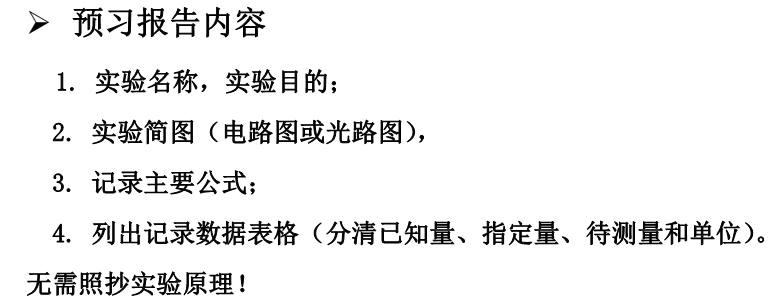 ➢ 预习报告内容
1. 实验名称，实验目的；
2. 实验简图（电路图或光路图），
3. 记录主要公式；
4. 列出记录数据表格（分清已知量、指定量、待测量和单位）。
无需照抄实验原理！